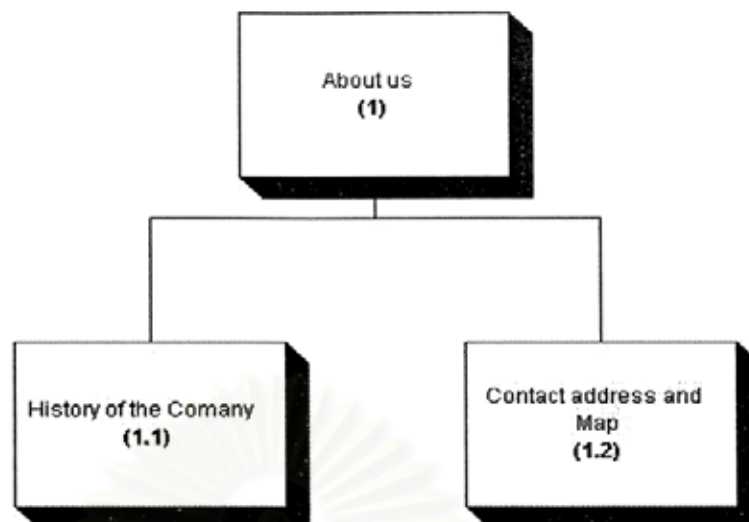 About us
(1)
History of the Comany
(1.1)
Contact address and
Map
(1.2)